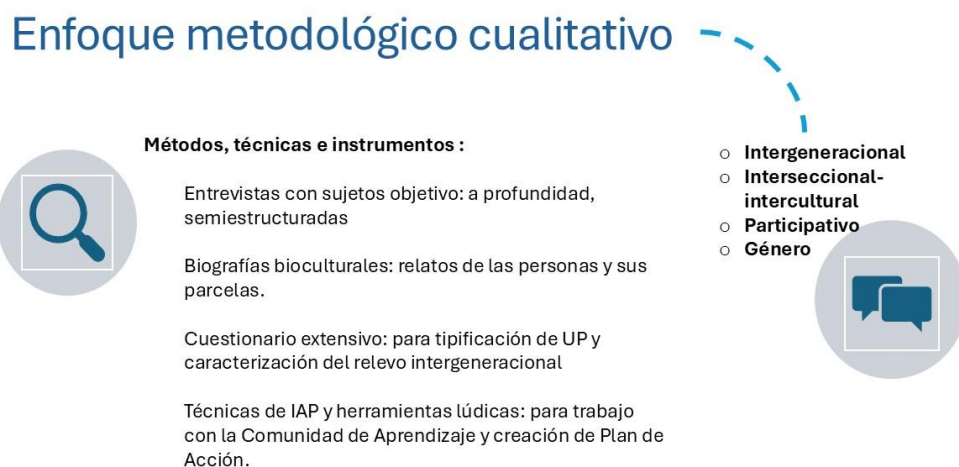 Enfoque metodológico cualitativo
Métodos, técnicas e instrumentos :
Entrevistas con sujetos objetivo: a profundidad,
semiestructuradas
Biografías bioculturales: relatos de las personas y sus
parcelas.
Cuestionario extensivo: para tipificación de UP y
caracterización del relevo intergeneracional
Técnicas de IAP y herramientas lúdicas: para trabajo
con la Comunidad de Aprendizaje y creación de Plan de
Acción.
o Intergeneracional
o Interseccional-
intercultural
o Participativo
o Género